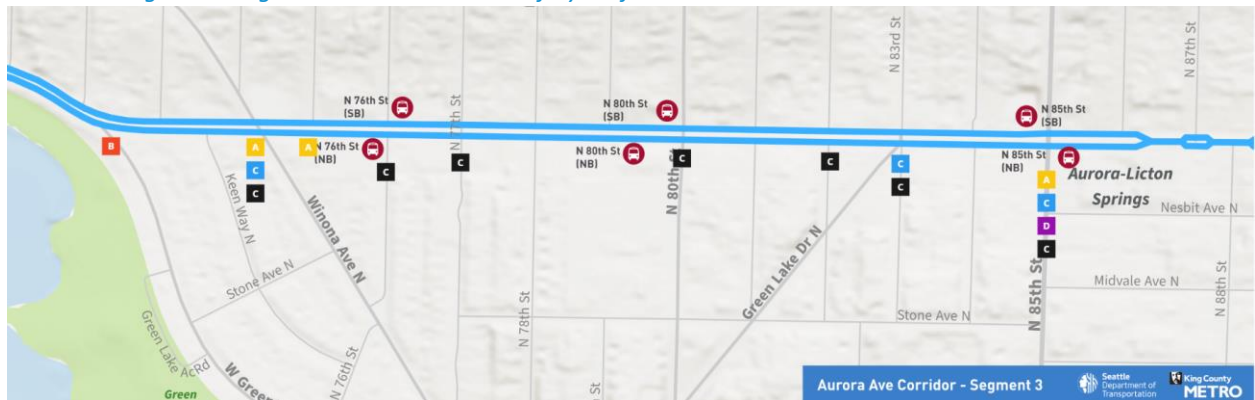 N 83rd St
N 87th St
N 76th St
(SB)
N 77th St
N 80th St
(SB)
N 85th St
(SB)
B
A
A
N 76th St
(NB)
N 80th St
(NB)
N 85th St
(NB)
C
C
C
C
C
C
C
C
A
C
D
C
C
Aurora-Licton
Springs
Keen Way N
Winona Ave N
N 80th St
Nesbit Ave N
Green Lake Dr N
Stone Ave N
Midvale Ave N
N 85th St
N 88th St
N 78th St
Stone Ave N
Green Lake
Rd
N 76th St
W Green
Green
St
Aurora Ave Corridor - Segment 3
Seattle
Department of
Transportation
King County
METRO